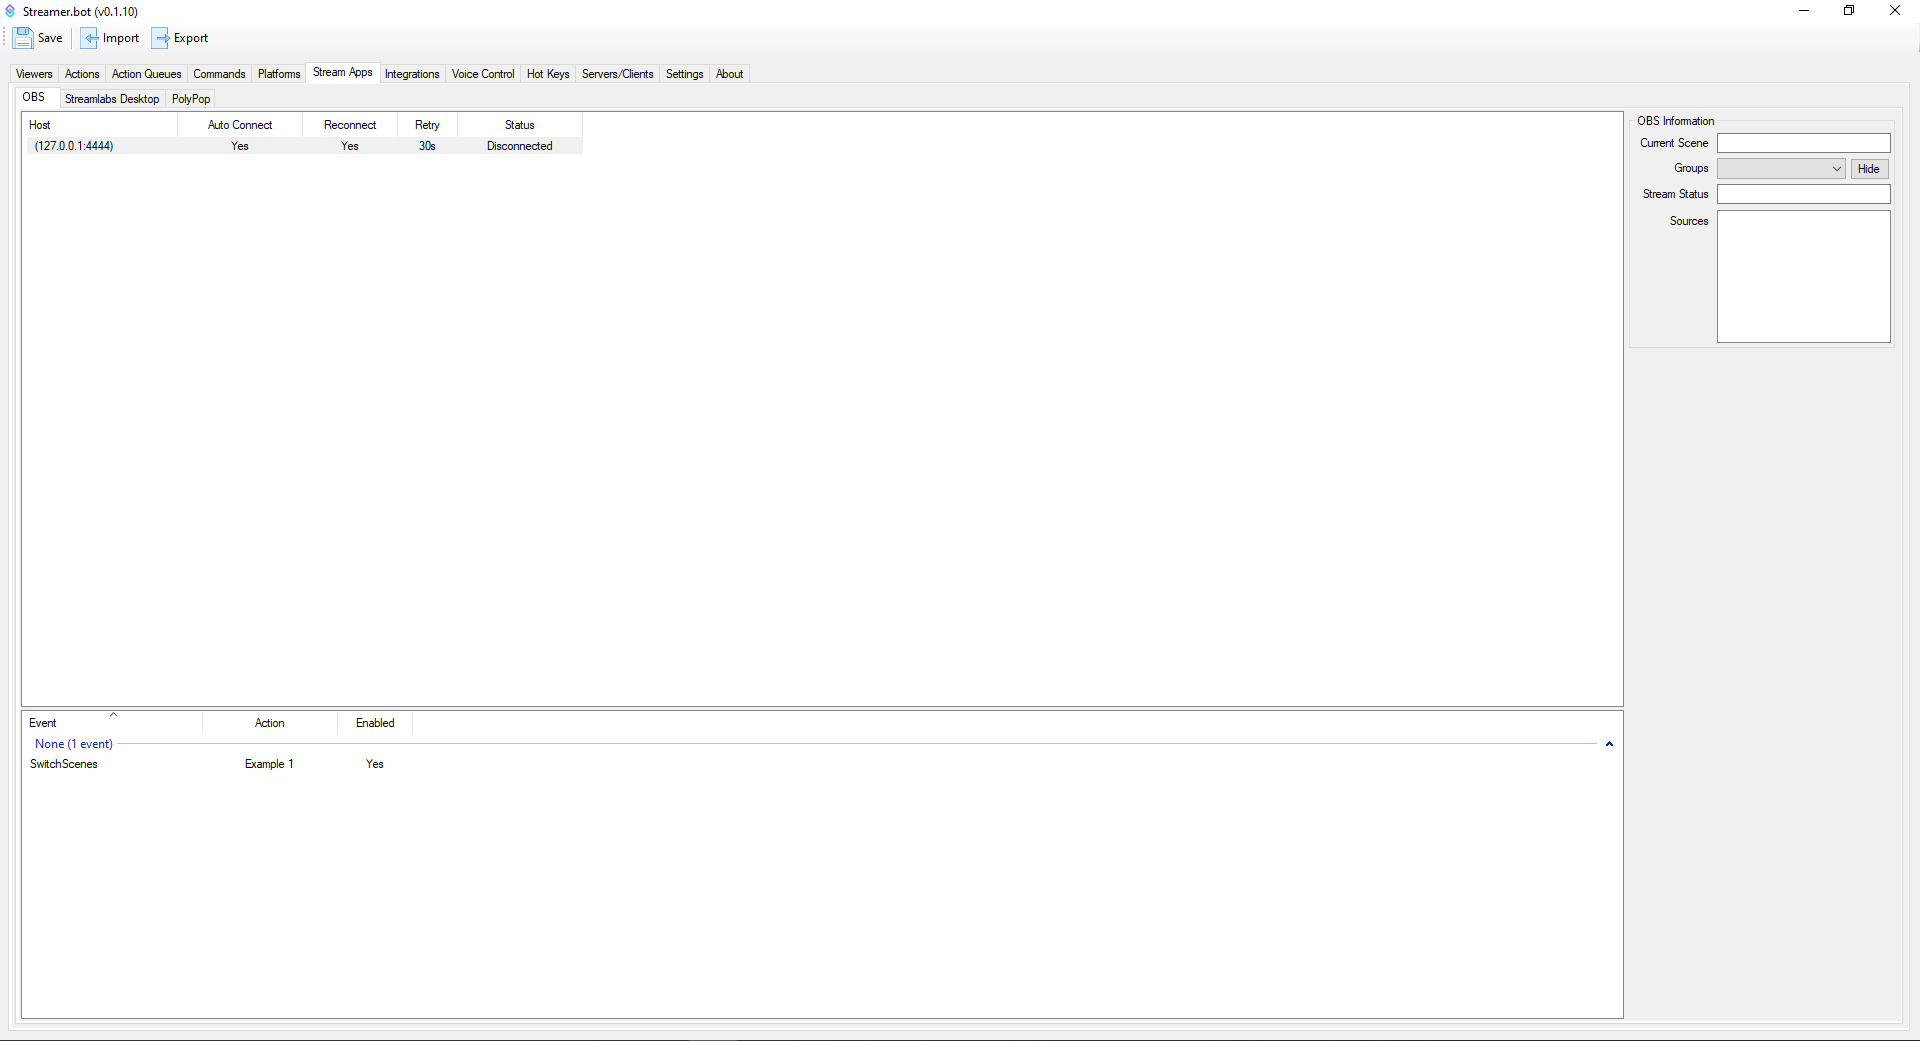 Streamer.bot (v0.1.10)
Save Import Export
Viewers Actions Action Queues Commands Platforms Stream Apps Integrations Voice Control Hot Keys Servers/Clients Settings About
OBS Streamlabs Desktop PolyPop
Host Auto Connect Reconnect Retry Status
(127.0.0.1:4444) Yes Yes 30s Disconnected
OBS Information
Current Scene
Groups Hide
Stream Status
Sources
Event Action Enabled
None (1 event)
SwitchScenes Example 1 Yes